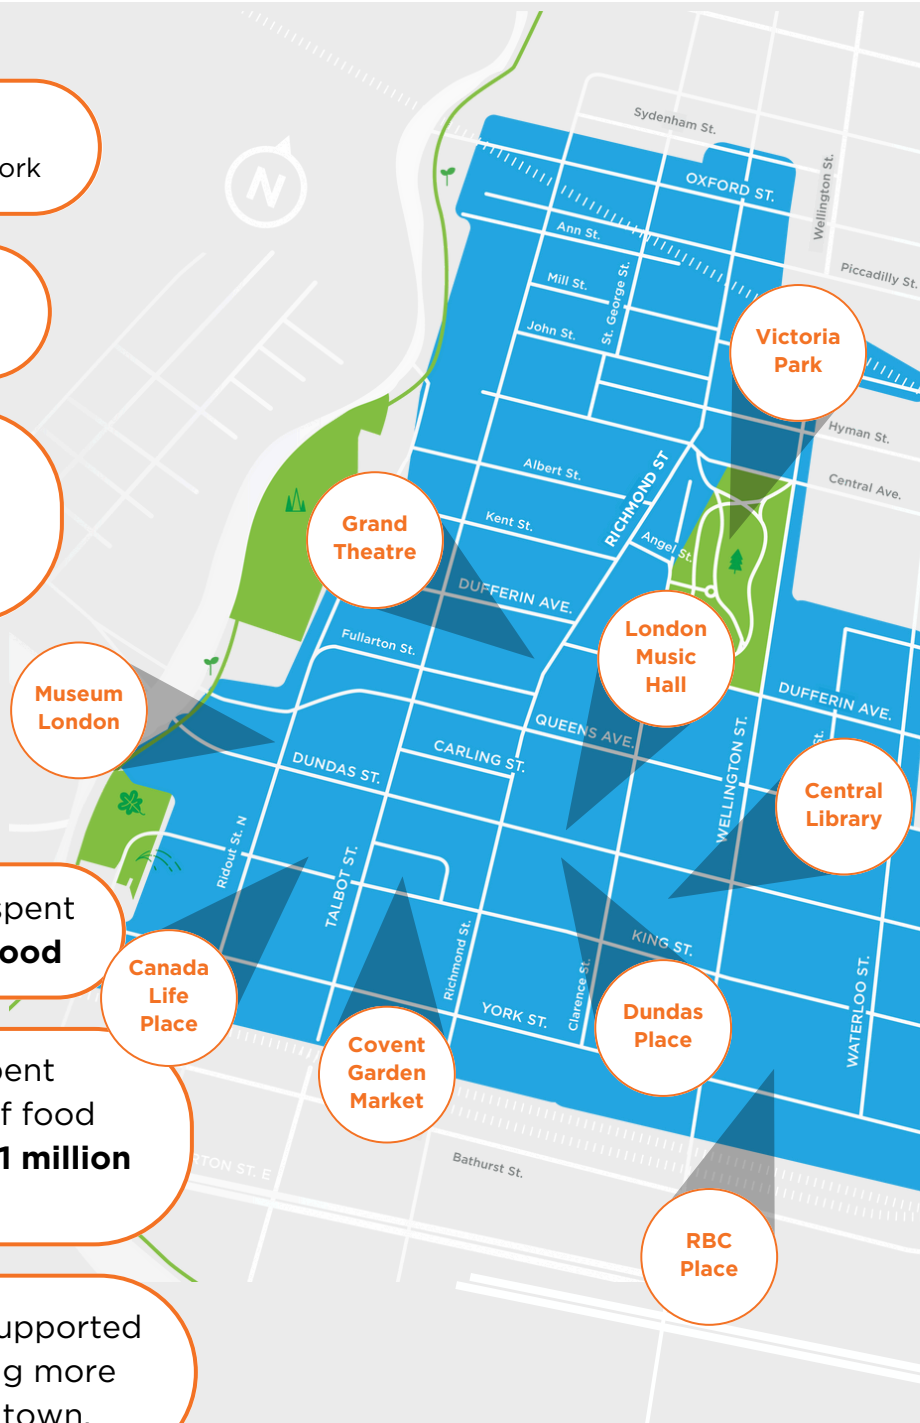 ork
Sydenham St.
OXFORD ST.
Wellington St.
Ann St.
Piccadilly St.
Mill St.
St. George St.
John St.
Victoria
Park
Hyman St.
Albert St.
RICHMOND ST
Central Ave.
Kent St.
Angel St.
Grand
Theatre
DUFFERIN AVE.
London
Music
Hall
Fullarton St.
Museum
London
DUFFERIN AVE.
QUEENS AVE.
St.
CARLING ST.
WELLINGTON ST.
DUNDAS ST.
Central
Library
Ridout St. N
TALBOT ST.
spent
ood
KING ST.
Richmond St.
Canada
Life
Place
Clarence St.
WATERLOO ST.
YORK ST.
Dundas
Place
Covent
Garden
Market
pent
f food
1 million
RTON ST. E
Bathurst St.
RBC
Place
upported
g more
town.
N